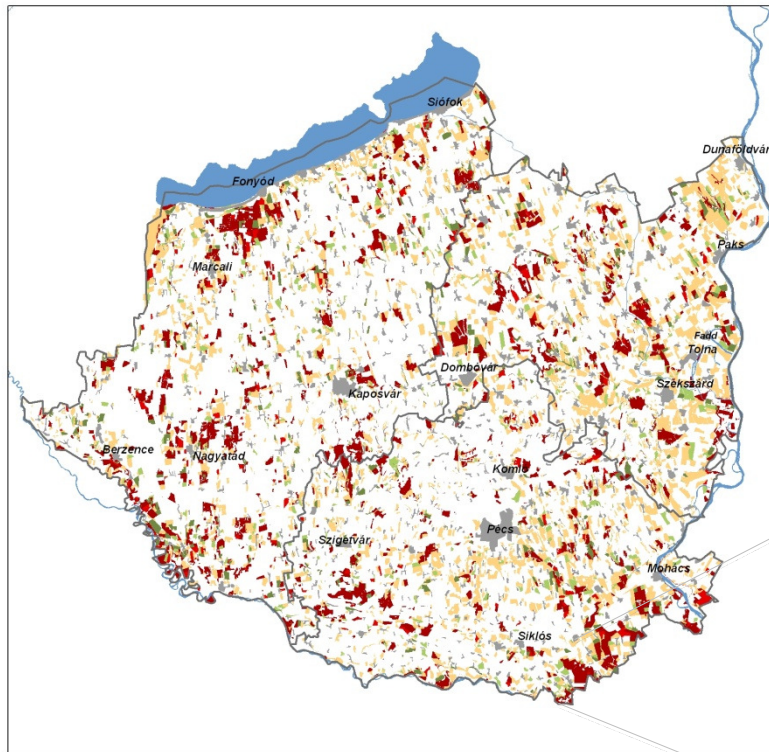 Siófok
Dunaföldvár
Fonyód
Paks
Marcali
Fadd
Tolna
Dombóvár
Szekszárd
Kaposvár
Berzence
Nagyatád
Komló
Pécs
Szigetvár
Mohács
Siklós